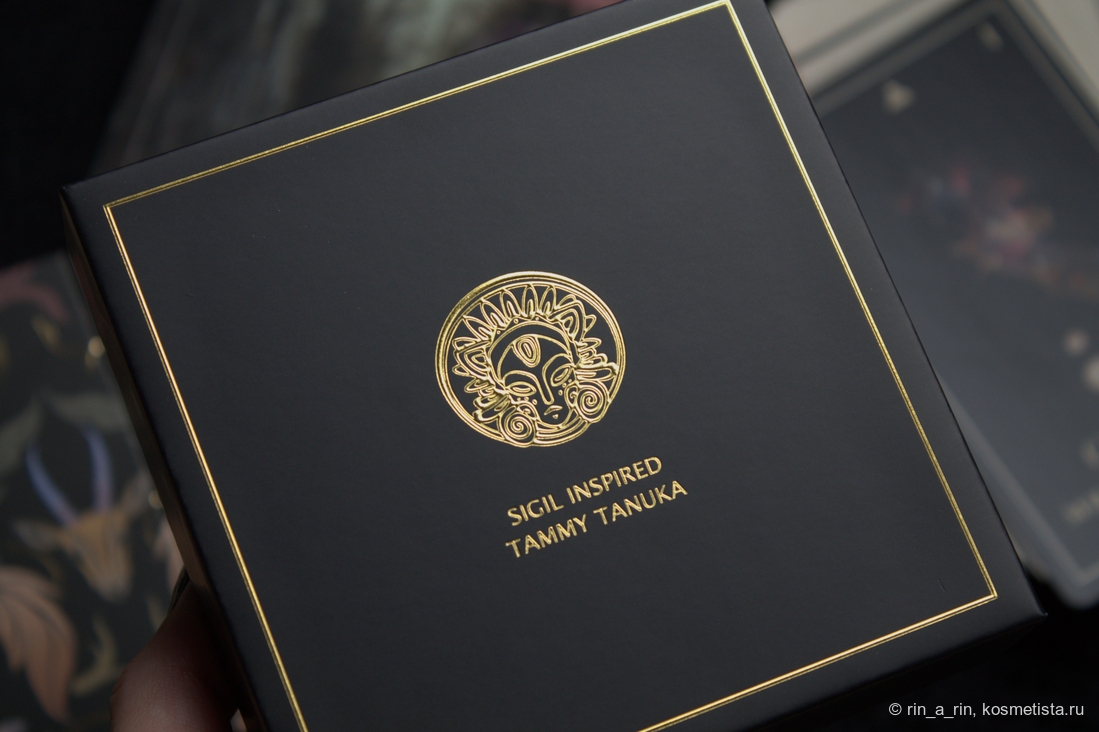 SIGIL INSPIRED
TAMMY TANUKA
© rin_a_rin, kosmetista.ru